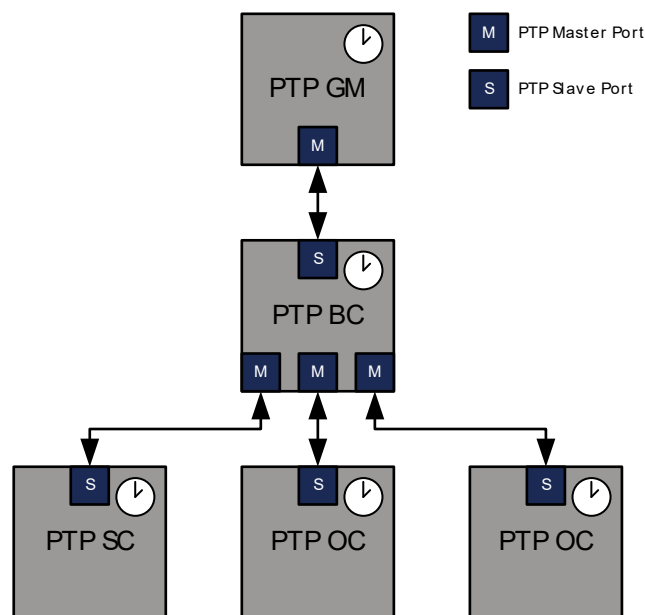 PTP GM
M
M PTP Master Port
S PTP Slave Port
S
PTP BC
M M M
S S S
PTP SC PTP OC PTP OC